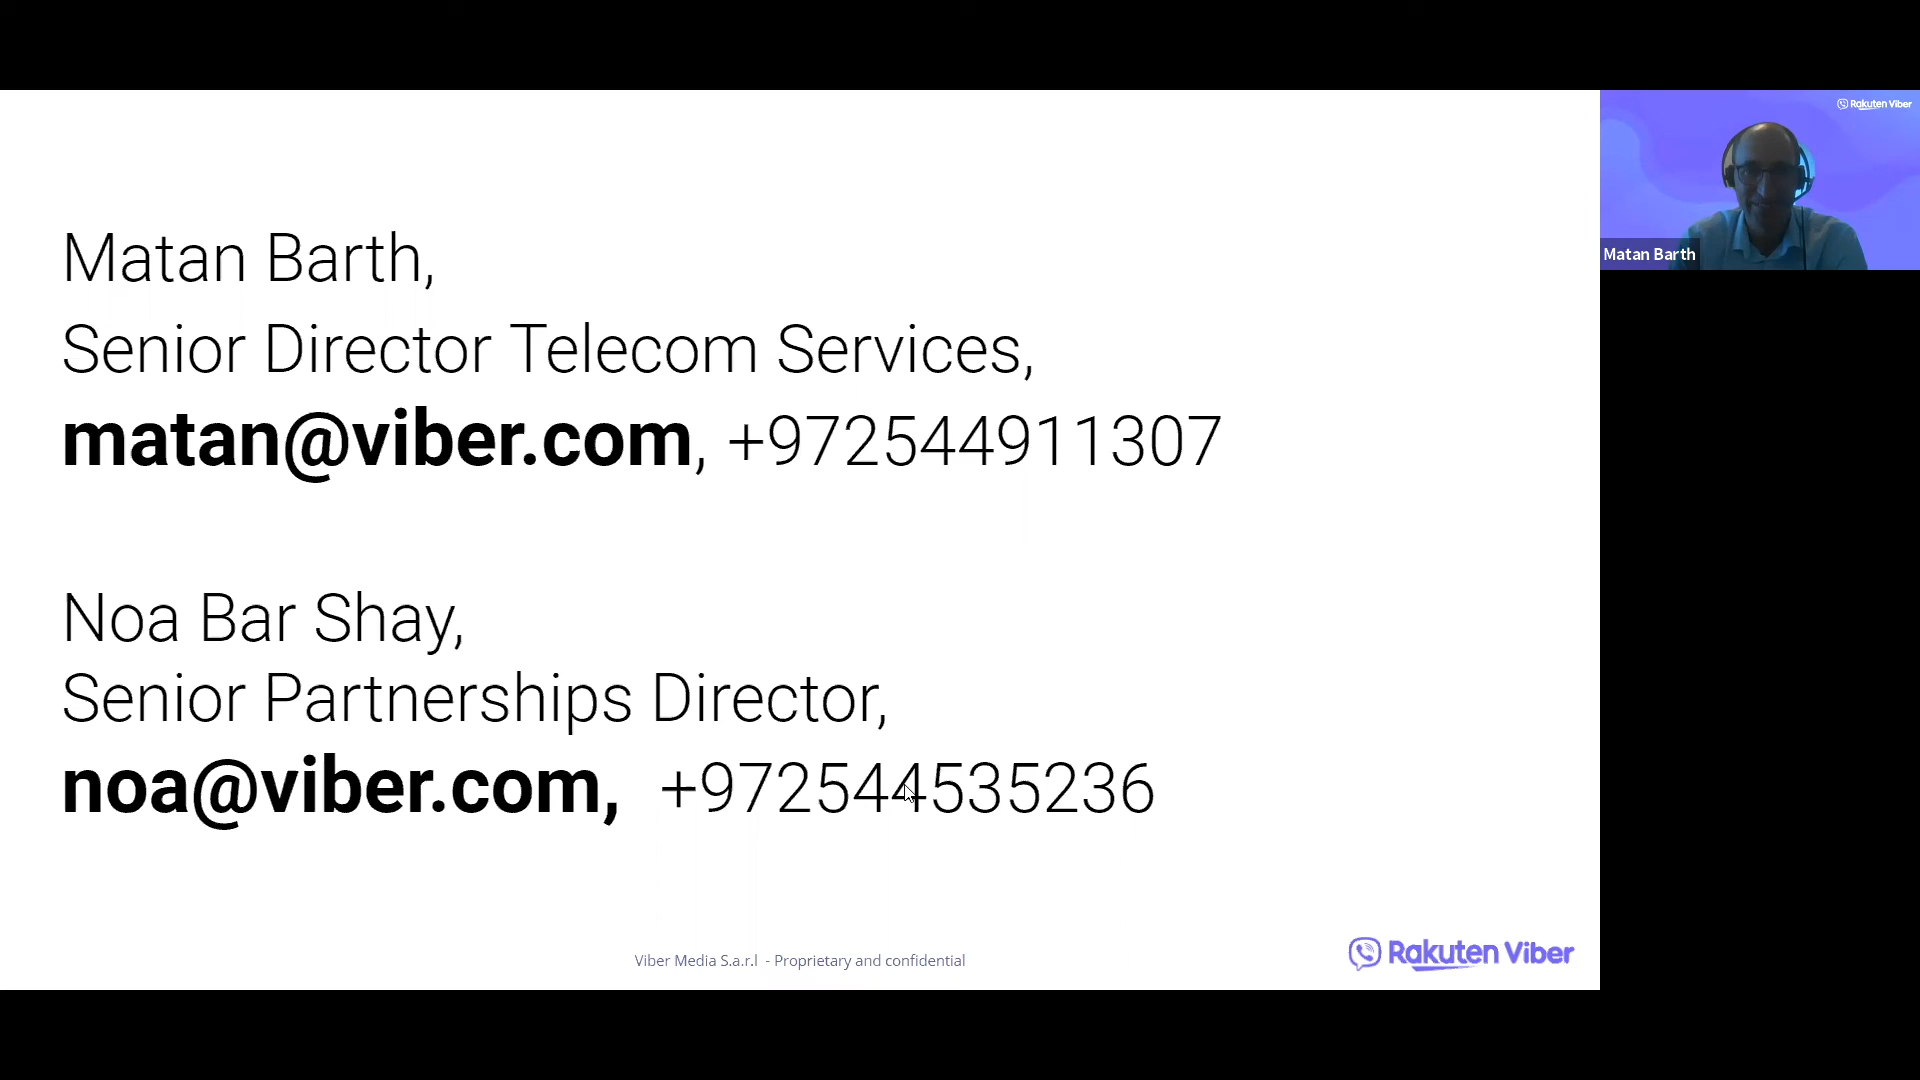 Rakuten Viber
Matan Barth
Matan Barth,
Senior Director Telecom Services,
matan@viber.com, +972544911307
Noa Bar Shay,
Senior Partnerships Director,
noa@viber.com, +972544535236
Viber Media S.a.r.l - Proprietary and confidential
Rakuten Viber